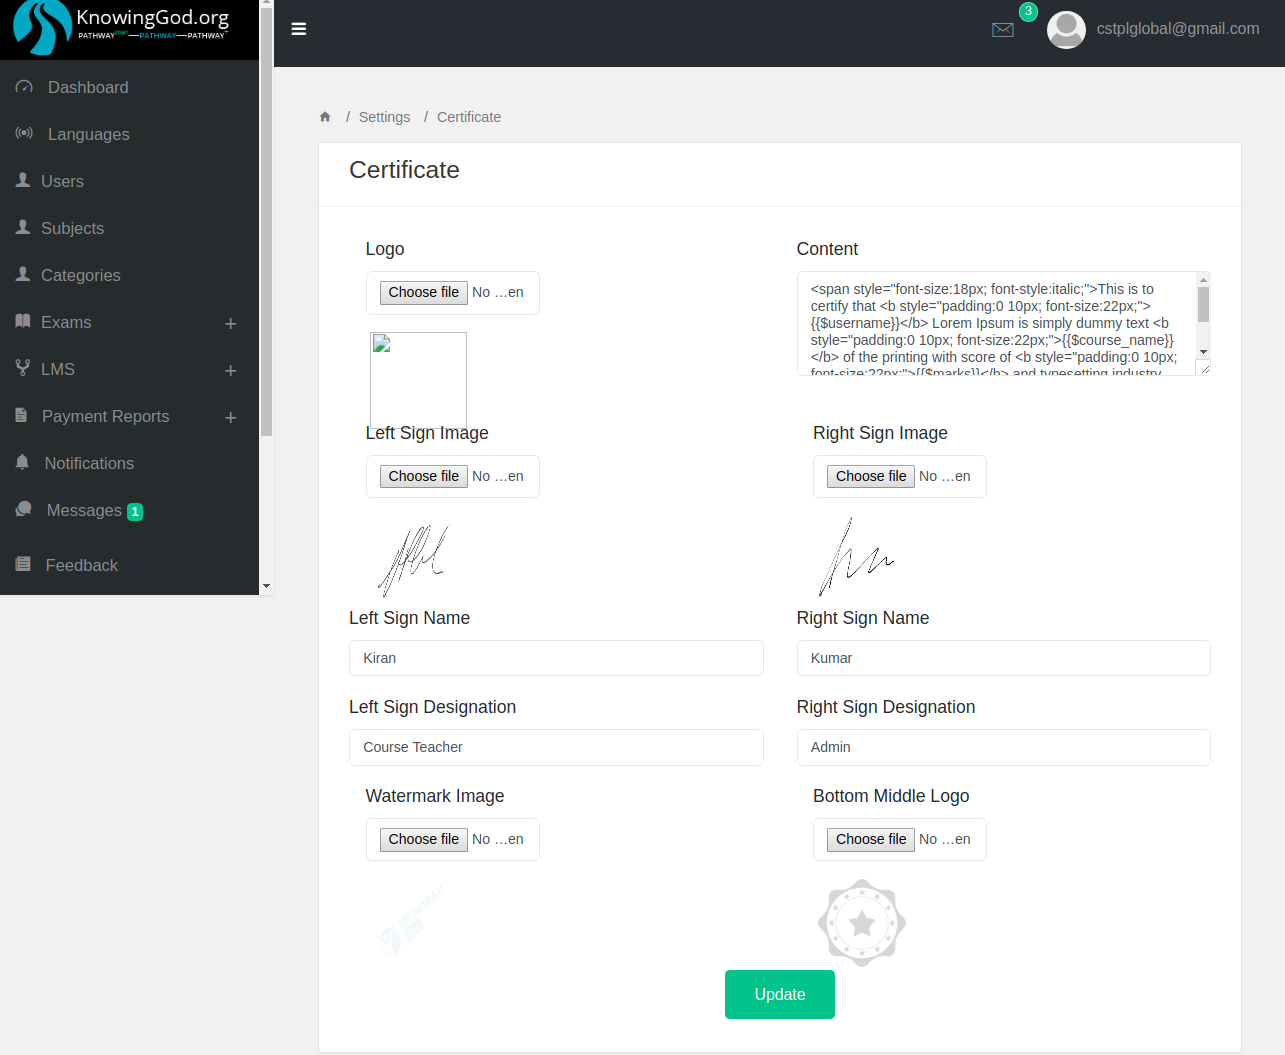 KnowingGod.org
PATHWAYSTART—PATHWAY—PATHWAY+
3
cstplglobal@gmail.com
Dashboard
Languages
Users
Subjects
Categories
Exams +
LMS +
Payment Reports +
Notifications
Messages 1
Feedback
/ Settings / Certificate
Certificate
Logo
Choose file No ...en
Content
<span style="font-size:18px; font-style:italic;">This is to
certify that <b style="padding:0 10px; font-size:22px;">
{{$username}}</b> Lorem Ipsum is simply dummy text <b
style="padding:0 10px; font-size:22px;">{{$course_name}}
</b> of the printing with score of <b style="padding:0 10px;
font-size:22px;">{{$marks}}</b> and typesetting industry.
Left Sign Image
Choose file No ...en
Right Sign Image
Choose file No ...en
Left Sign Name
Kiran
Right Sign Name
Kumar
Left Sign Designation
Course Teacher
Right Sign Designation
Admin
Watermark Image
Choose file No ...en
Bottom Middle Logo
Choose file No ...en
MENORAH
Update